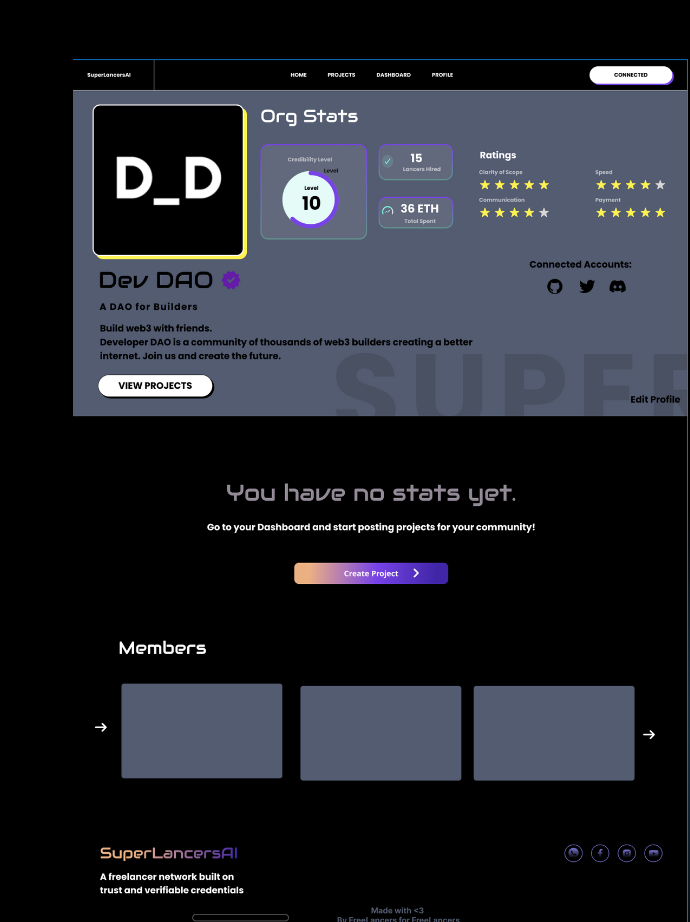 SuperLancersAI
HOME PROJECTS DASHBOARD PROFILE
CONNECTED
D_D
Org Stats
Credibility Level
Level
Level
10
15
Lancers Hired
36 ETH
Total Spent
Ratings
Clarity of Scope
Speed
Communication
Payment
Connected Accounts:
Dev DAO
A DAO for Builders
Build web3 with friends.
Developer DAO is a community of thousands of web3 builders creating a better
internet. Join us and create the future.
VIEW PROJECTS
SUPER
Edit Profile
You have no stats yet.
Go to your Dashboard and start posting projects for your community!
Create Project
Members
SuperLancersAI
A freelancer network built on
trust and verifiable credentials
Made with <3
By FreeLancers for FreeLancers